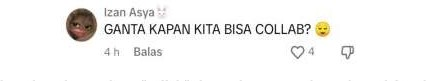 Izan Asya🐰
GANTA KAPAN KITA BISA COLLAB? 😌
4 h Balas 4